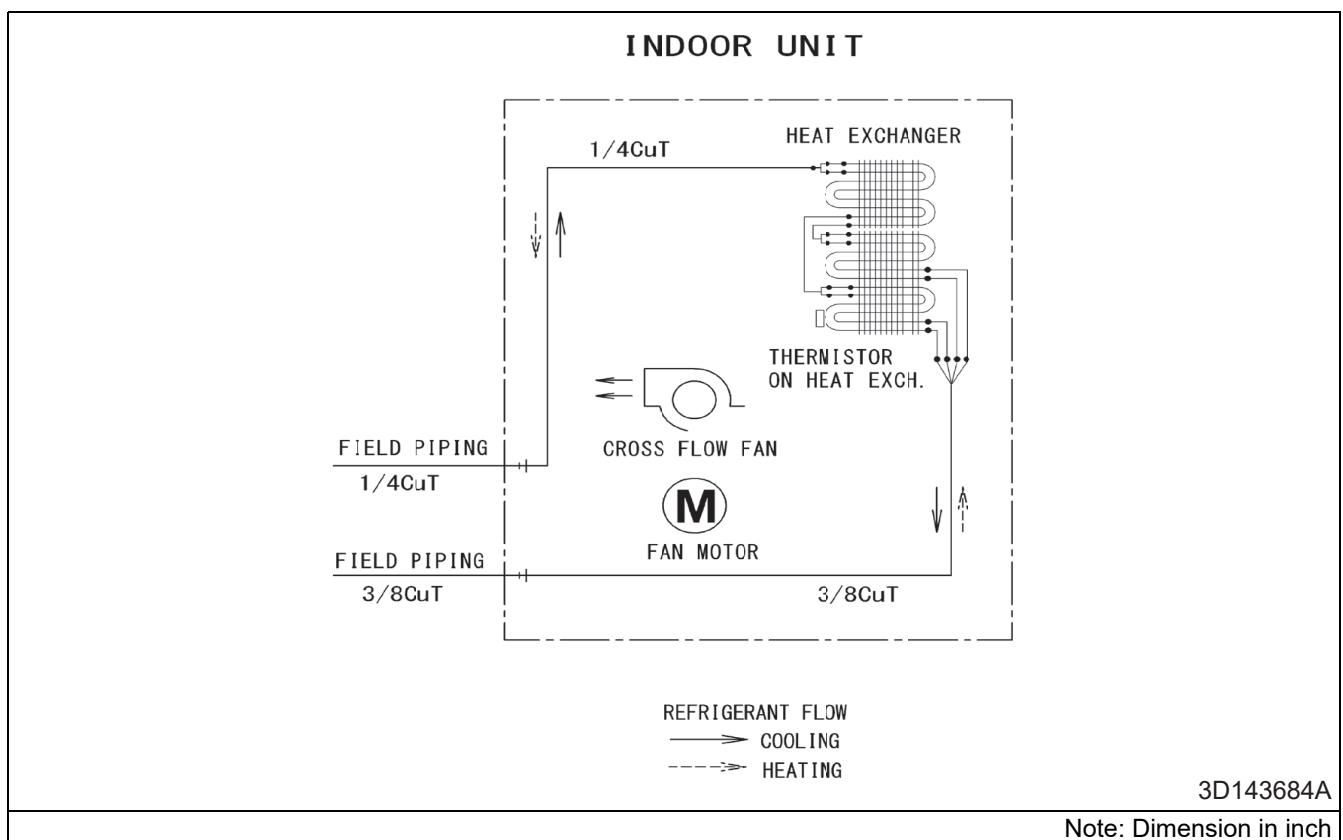 INDOOR UNIT
HEAT EXCHANGER
1/4CuT
THERNISTOR
ON HEAT EXCH.
CROSS FLOW FAN
FIELD PIPING
1/4CuT
M
FAN MOTOR
FIELD PIPING
3/8CuT
3/8CuT
REFRIGERANT FLOW
COOLING
HEATING
3D143684A
Note: Dimension in inch